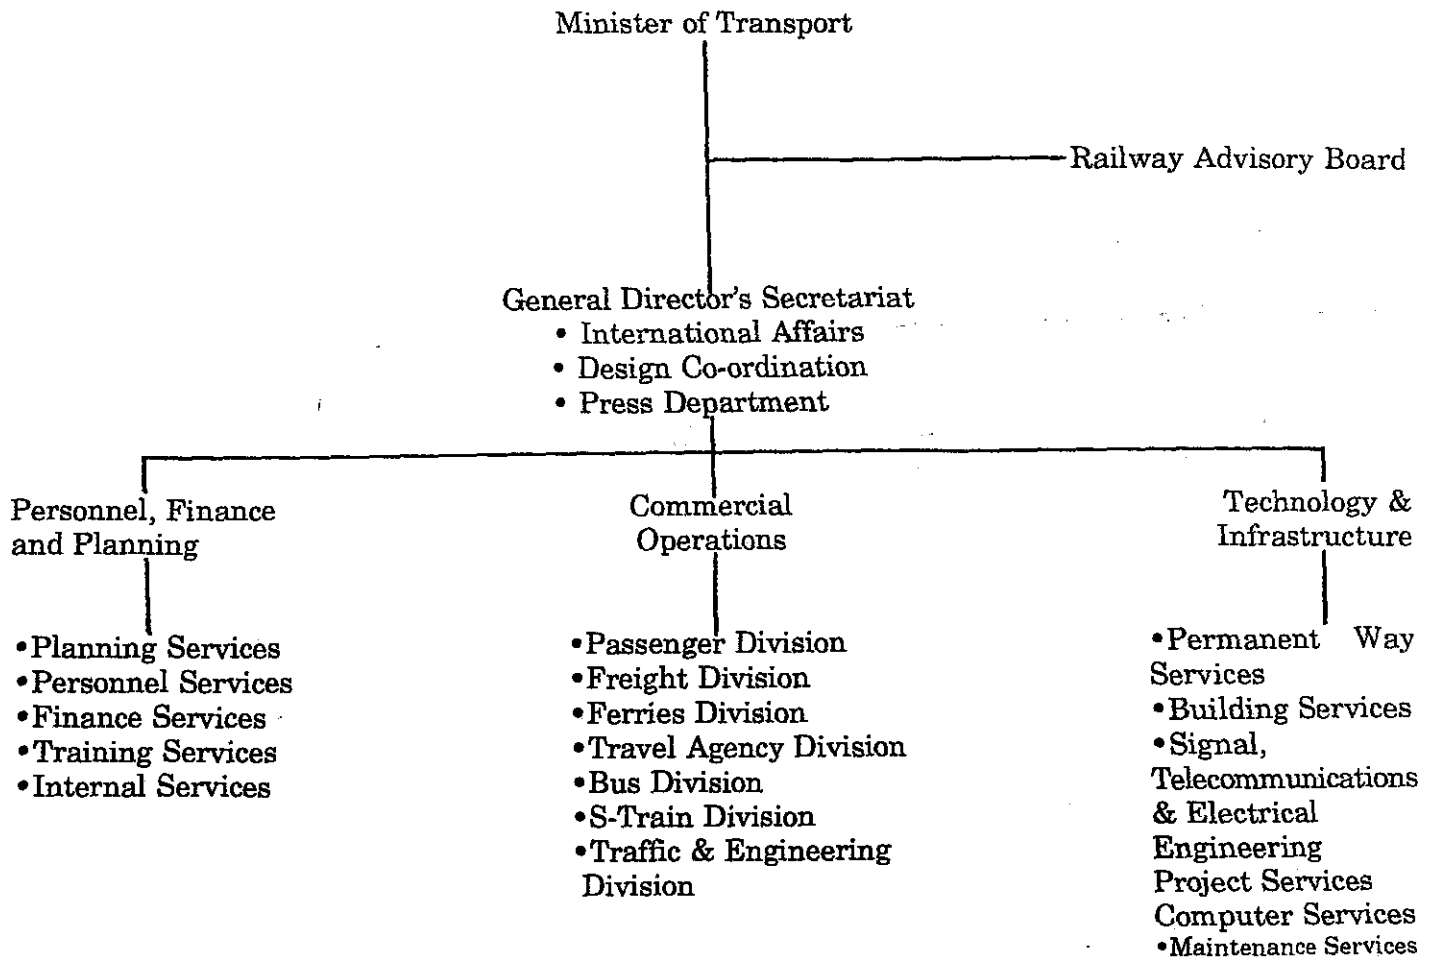 Minister of Transport
Railway Advisory Board
General Director's Secretariat
• International Affairs
• Design Co-ordination
• Press Department
Personnel, Finance
and Planning
•Planning Services
•Personnel Services
•Finance Services
•Training Services
•Internal Services
Commercial
Operations
•Passenger Division
•Freight Division
•Ferries Division
•Travel Agency Division
•Bus Division
•S-Train Division
•Traffic & Engineering
Division
Technology &
Infrastructure
•Permanent Way
Services
•Building Services
•Signal,
Telecommunications
& Electrical
Engineering
Project Services
Computer Services
•Maintenance Services